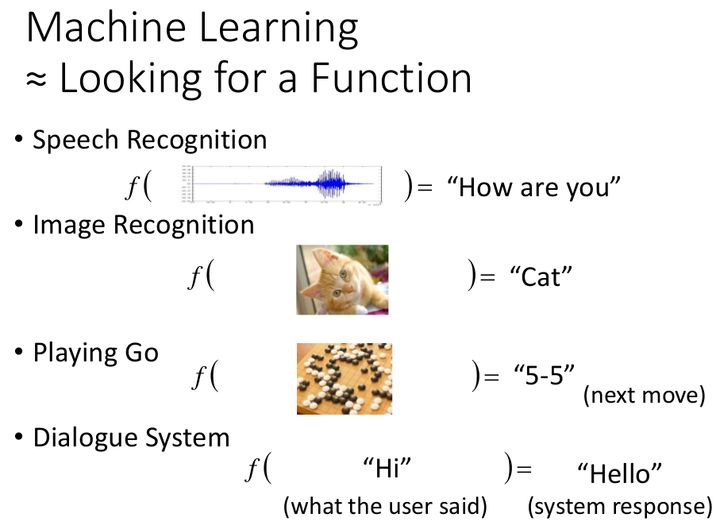 Machine Learning
≈ Looking for a Function
• Speech Recognition
f( )= “How are you”
• Image Recognition
f( )= “Cat”
• Playing Go
f( )= “5-5”
(next move)
• Dialogue System
f( “Hi” )= “Hello”
(what the user said) (system response)